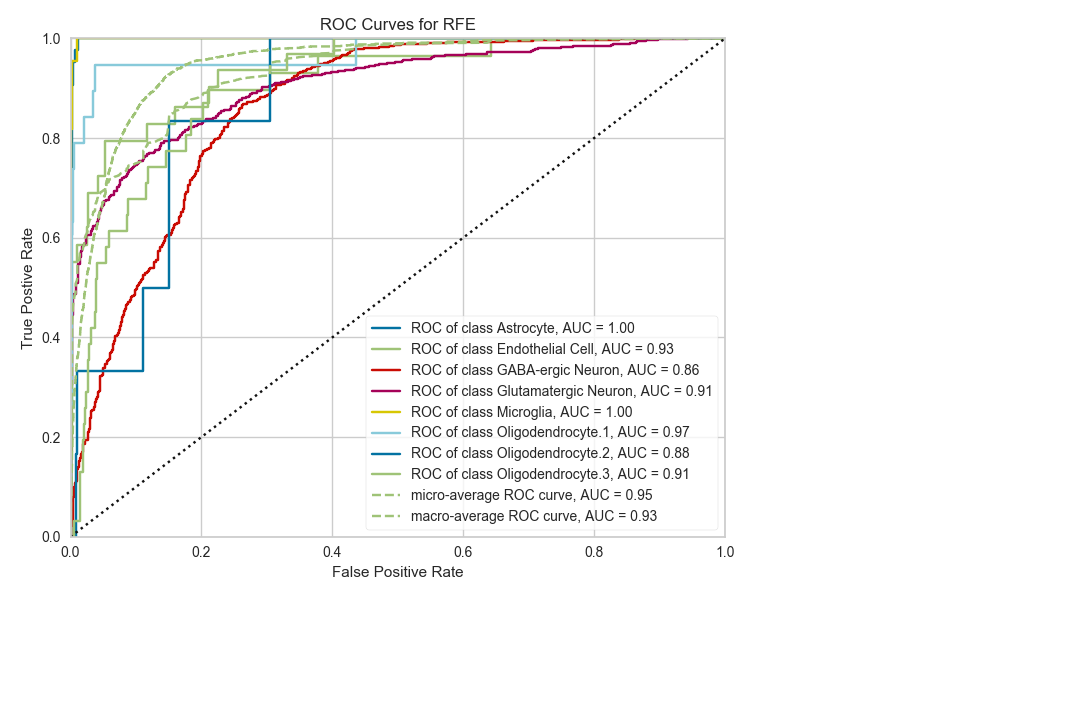 ROC Curves for RFE
1.0
0.8
0.6
0.4
0.2
0.0
True Postive Rate
ROC of class Astrocyte, AUC = 1.00
ROC of class Endothelial Cell, AUC = 0.93
ROC of class GABA-ergic Neuron, AUC = 0.86
ROC of class Glutamatergic Neuron, AUC = 0.91
ROC of class Microglia, AUC = 1.00
ROC of class Oligodendrocyte.1, AUC = 0.97
ROC of class Oligodendrocyte.2, AUC = 0.88
ROC of class Oligodendrocyte.3, AUC = 0.91
micro-average ROC curve, AUC = 0.95
macro-average ROC curve, AUC = 0.93
0.0 0.2 0.4 0.6 0.8 1.0
False Positive Rate